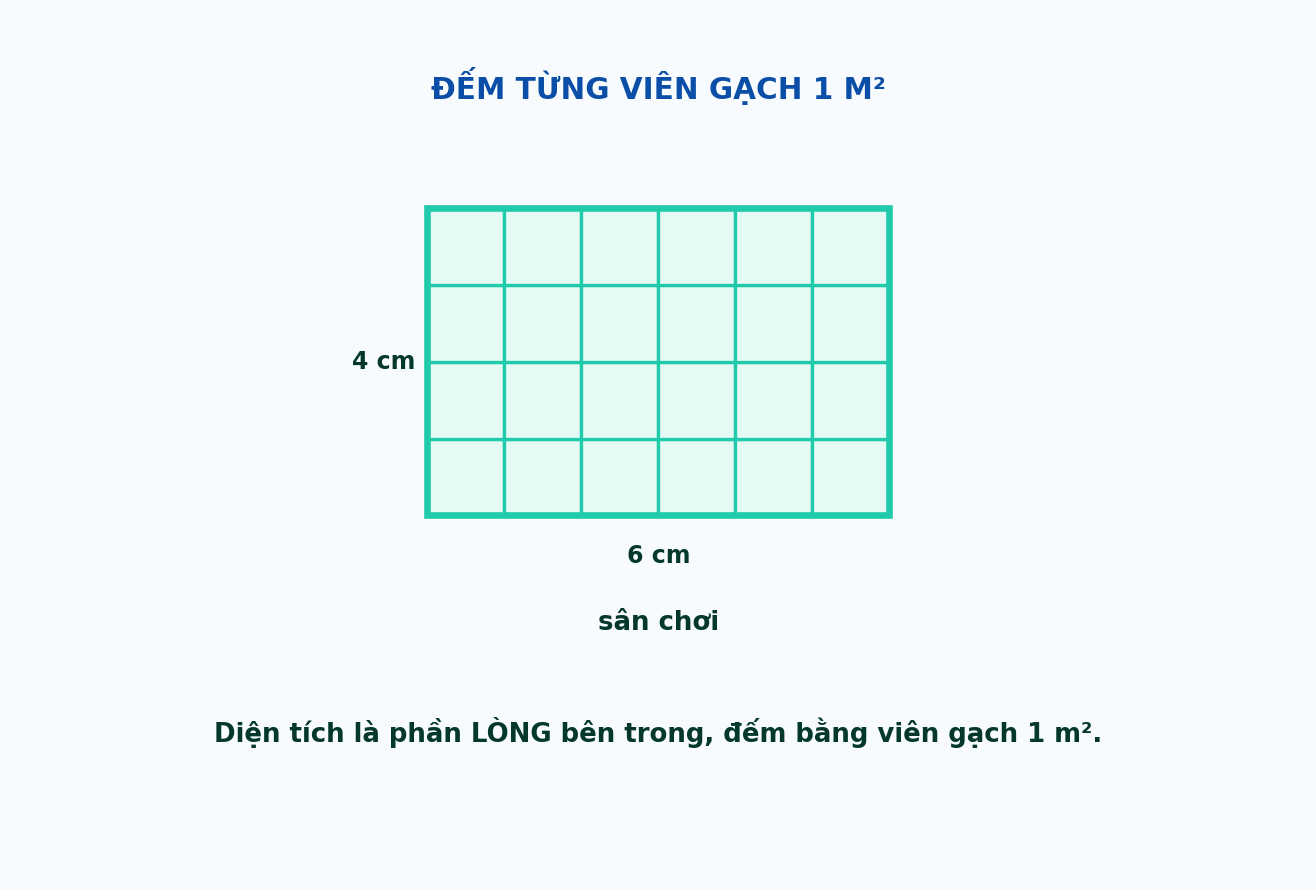 ĐẾM TỪNG VIÊN GẠCH 1 M²
4 cm
6 cm
sân chơi
Diện tích là phần LÒNG bên trong, đếm bằng viên gạch 1 m².